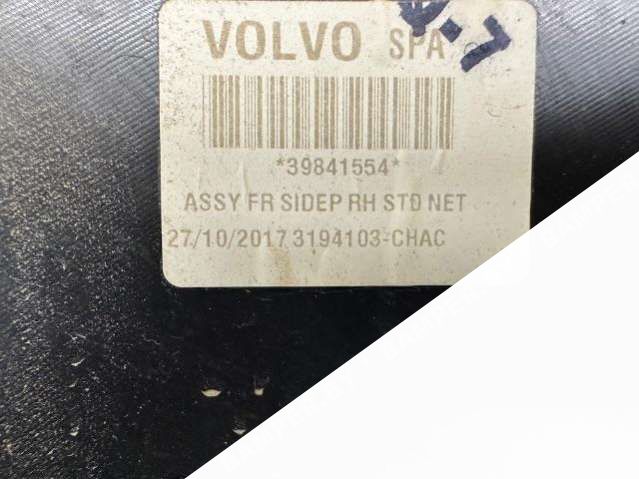 VOLVO SPA
*39841554*
ASSY FR SIDEP RH STD NET
27/10/2017 3194103-CHAC